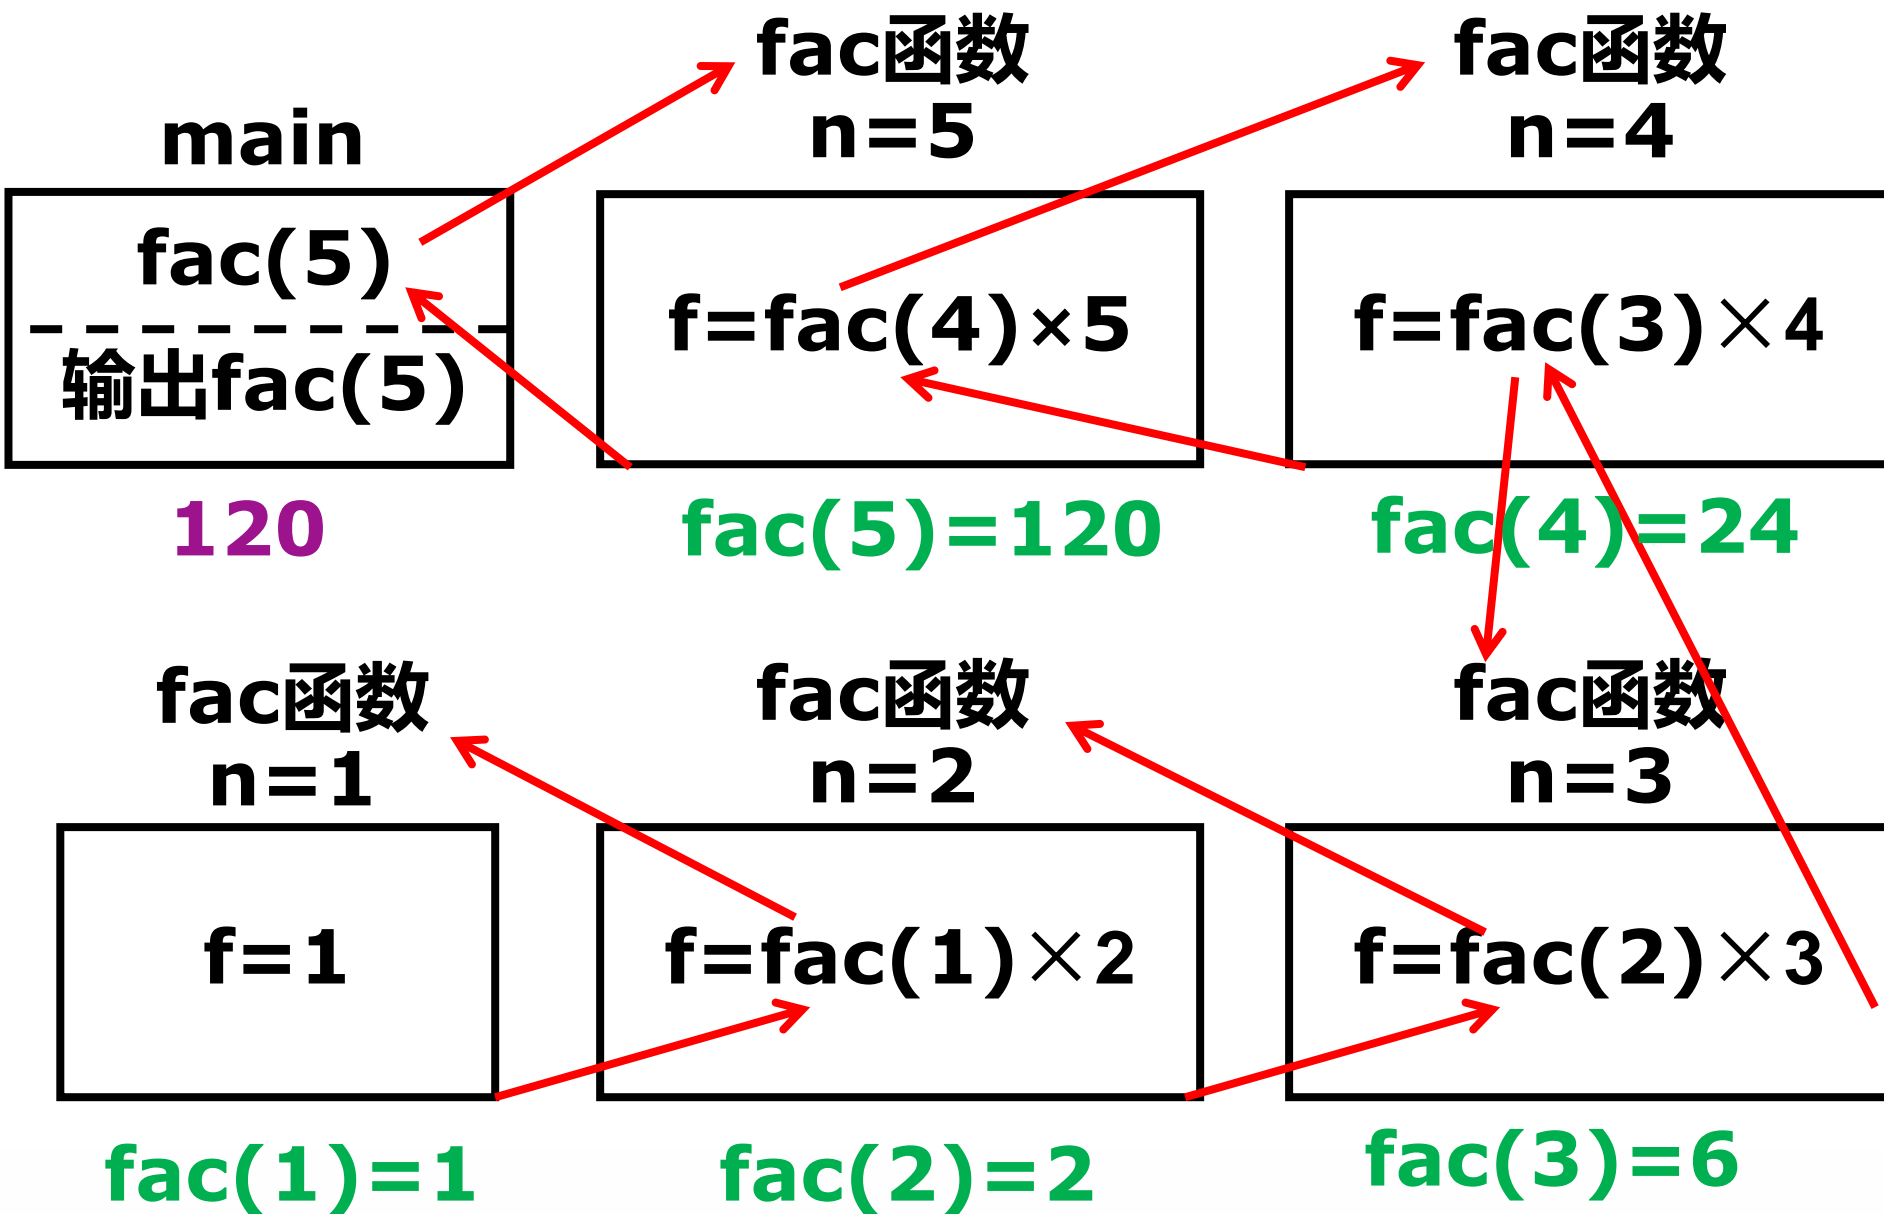 main
fac(5)
输出fac(5)
120
fac函数
n=5
f=fac(4)×5
fac(5)=120
fac函数
n=4
f=fac(3)×4
fac(4)=24
fac函数
n=1
f=1
fac(1)=1
fac函数
n=2
f=fac(1)×2
fac(2)=2
fac函数
n=3
f=fac(2)×3
fac(3)=6